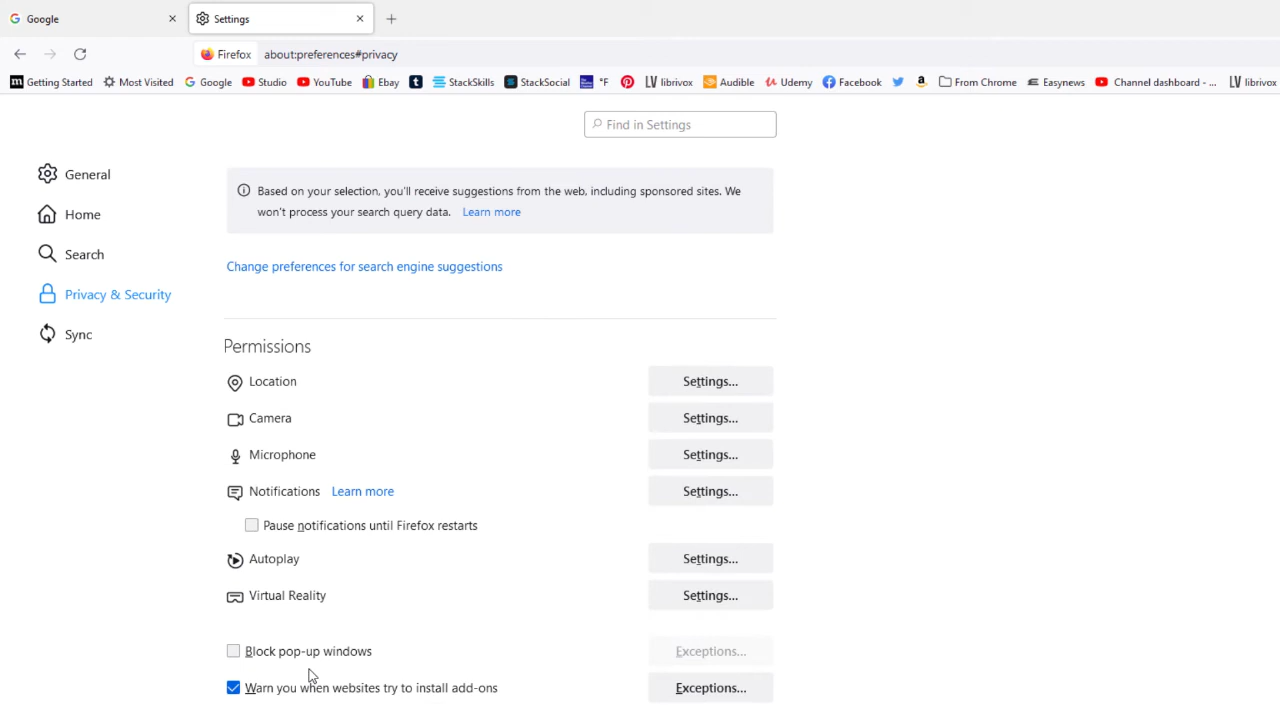 Google
Settings
Firefox about:preferences#privacy
Getting Started Most Visited Google Studio YouTube Ebay StackSkills StackSocial °F librivox Audible Udemy Facebook From Chrome Easynews Channel dashboard - ... librivox
Find in Settings
General
Home
Search
Privacy & Security
Sync
Based on your selection, you'll receive suggestions from the web, including sponsored sites. We
won't process your search query data. Learn more
Change preferences for search engine suggestions
Permissions
Location Settings...
Camera Settings...
Microphone Settings...
Notifications Learn more Settings...
Pause notifications until Firefox restarts
Autoplay Settings...
Virtual Reality Settings...
Block pop-up windows Exceptions...
Warn you when websites try to install add-ons Exceptions...